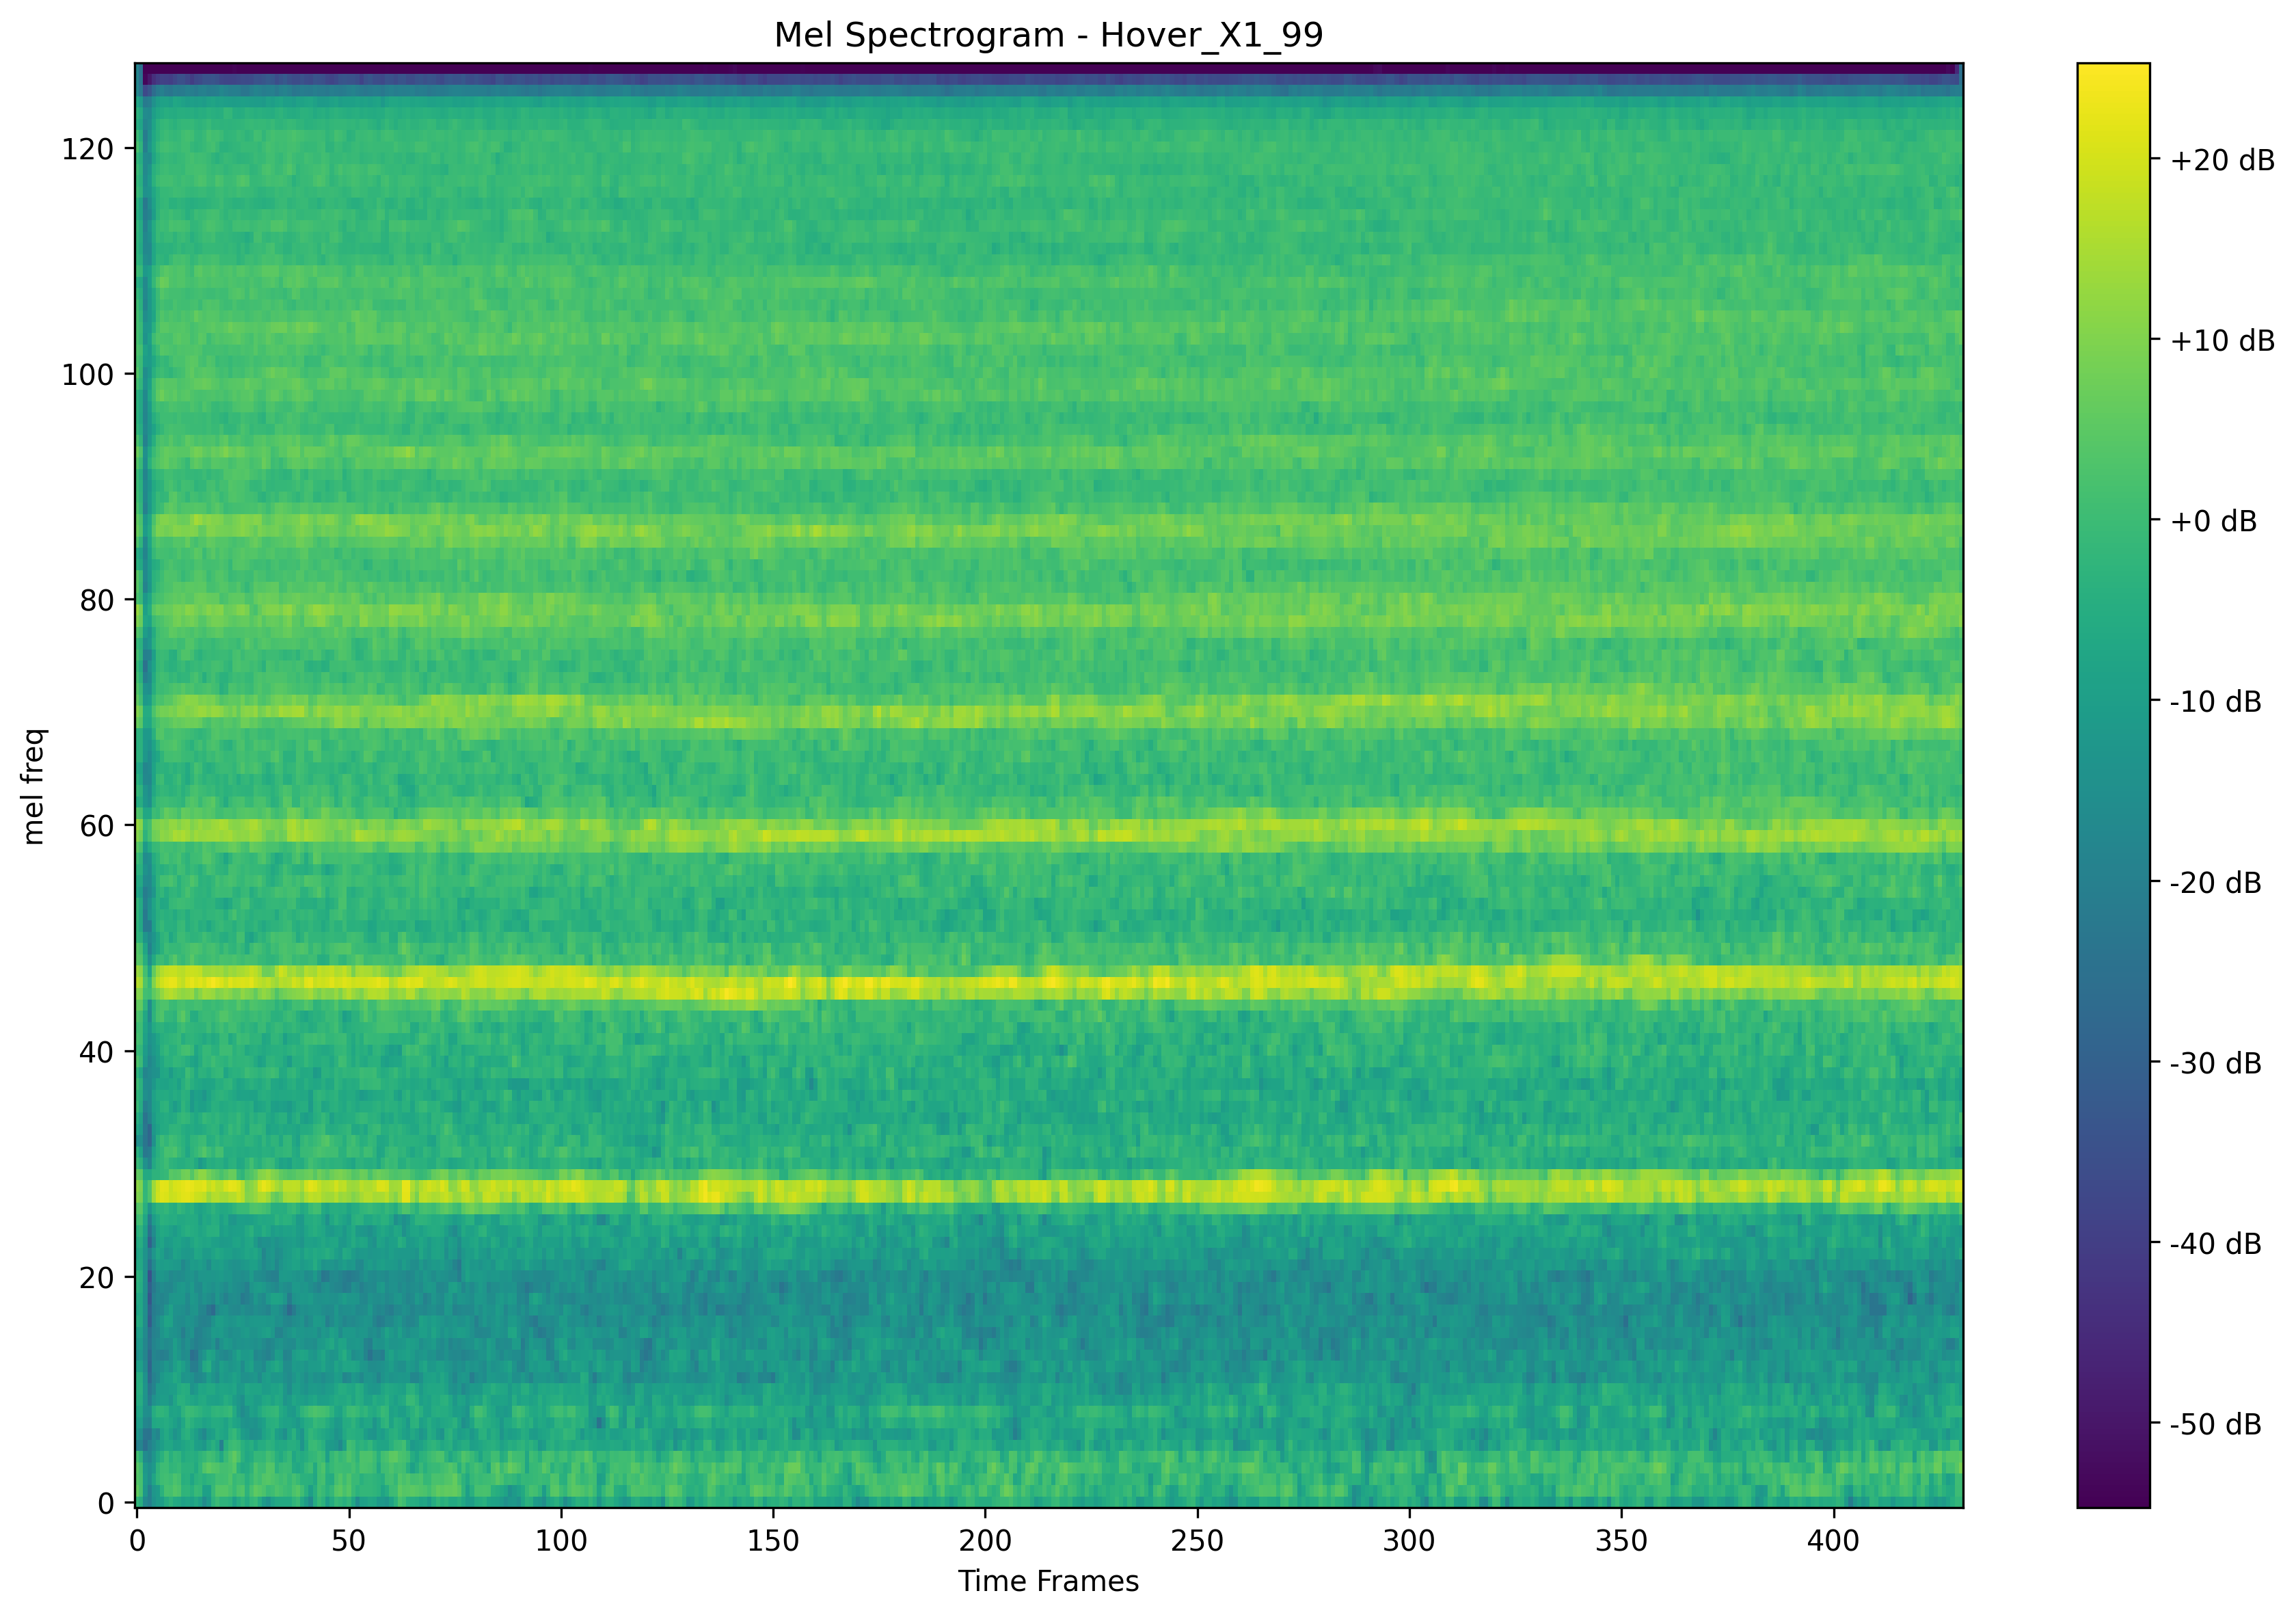 Mel Spectrogram - Hover_X1_99
mel freq
120
100
80
60
40
20
0
0 50 100 150 200 250 300 350 400
Time Frames
+20 dB
+10 dB
+0 dB
-10 dB
-20 dB
-30 dB
-40 dB
-50 dB